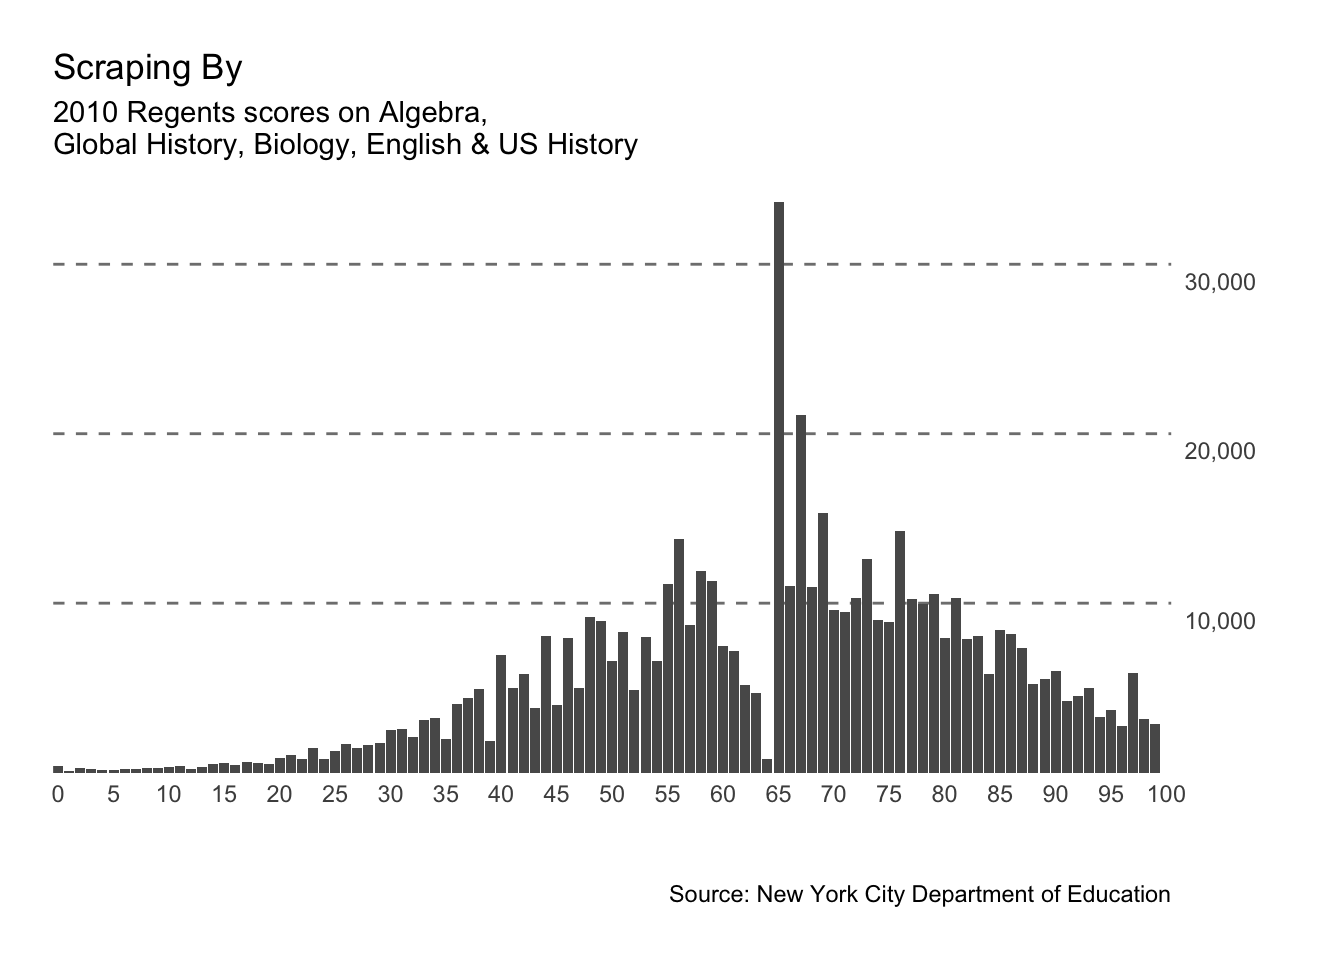 Scraping By
2010 Regents scores on Algebra,
Global History, Biology, English & US History
30,000
20,000
10,000
0 5 10 15 20 25 30 35 40 45 50 55 60 65 70 75 80 85 90 95 100
Source: New York City Department of Education